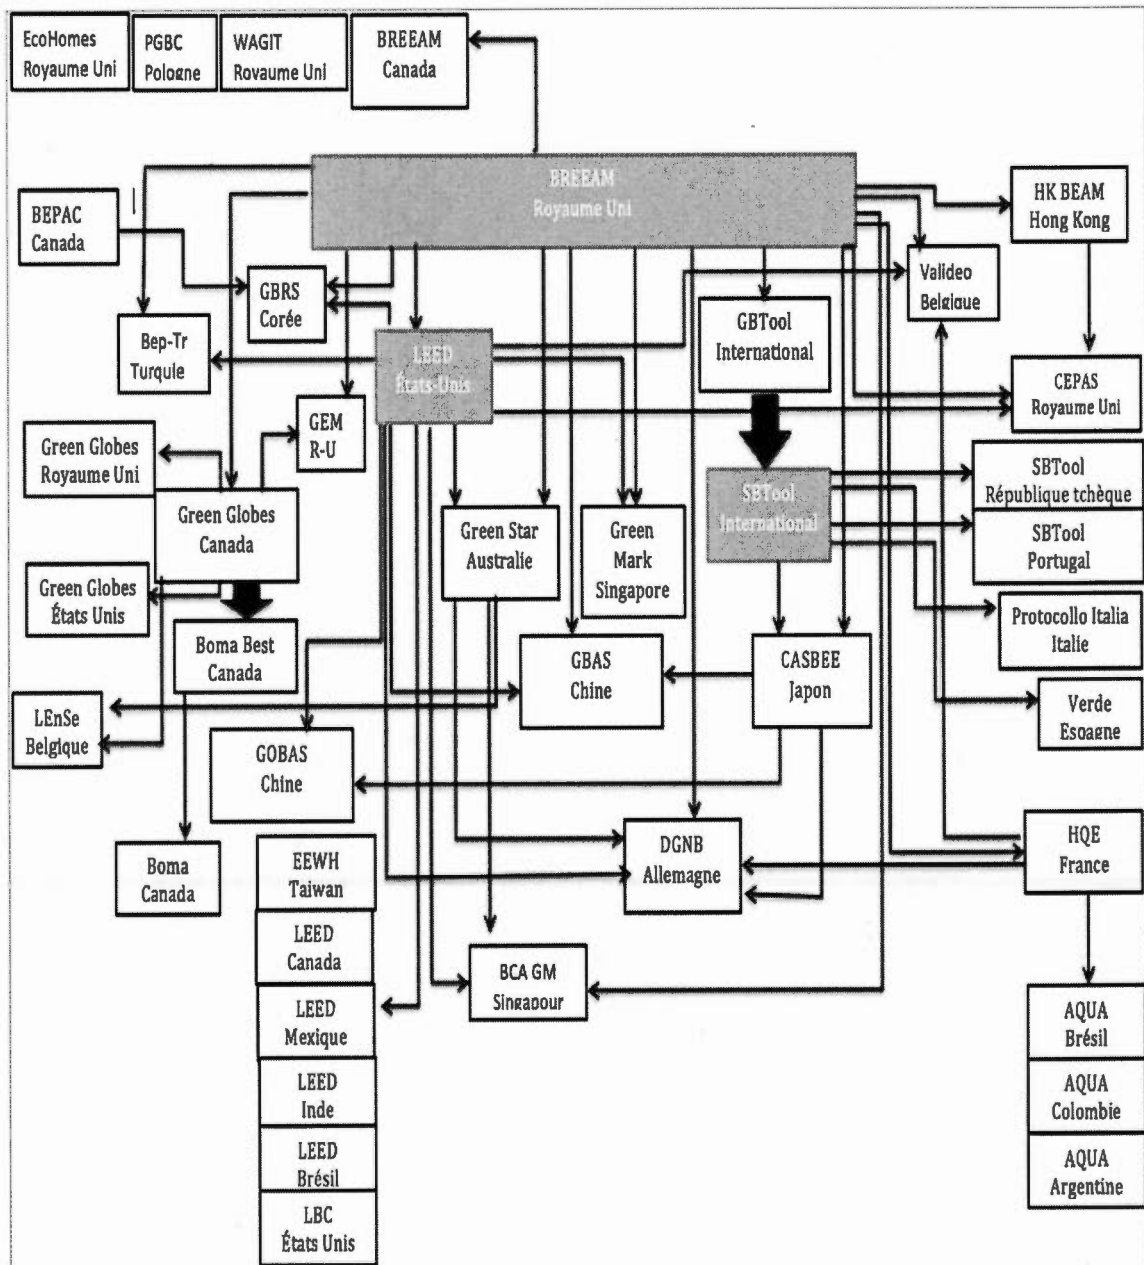 EcoHomes
Royaume Uni
PGBC
Pologne
WAGIT
Rovaume Uni
BREEAM
Canada
BREEAM
Royaume Uni
BEPAC
Canada
HK BEAM
Hong Kong
GBRS
Corée
Valideo
Belgique
Bep-Tr
Turquie
LEED
États-Unis
GBTool
International
CEPAS
Royaume Uni
GEM
R-U
Green Globes
Royaume Uni
Green Globes
Canada
Green Star
Australie
Green
Mark
Singapore
SBTool
International
SBTool
République tchèque
SBTool
Portugal
Green Globes
États Unis
Boma Best
Canada
GBAS
Chine
CASBEE
Japon
Protocollo Italia
Italie
LEnSe
Belgique
GOBAS
Chine
Verde
Espagne
Boma
Canada
EEWH
Taiwan
DGNB
Allemagne
HQE
France
LEED
Canada
BCA GM
Singapour
LEED
Mexique
AQUA
Brésil
LEED
Inde
AQUA
Colombie
LEED
Brésil
AQUA
Argentine
LBC
États Unis